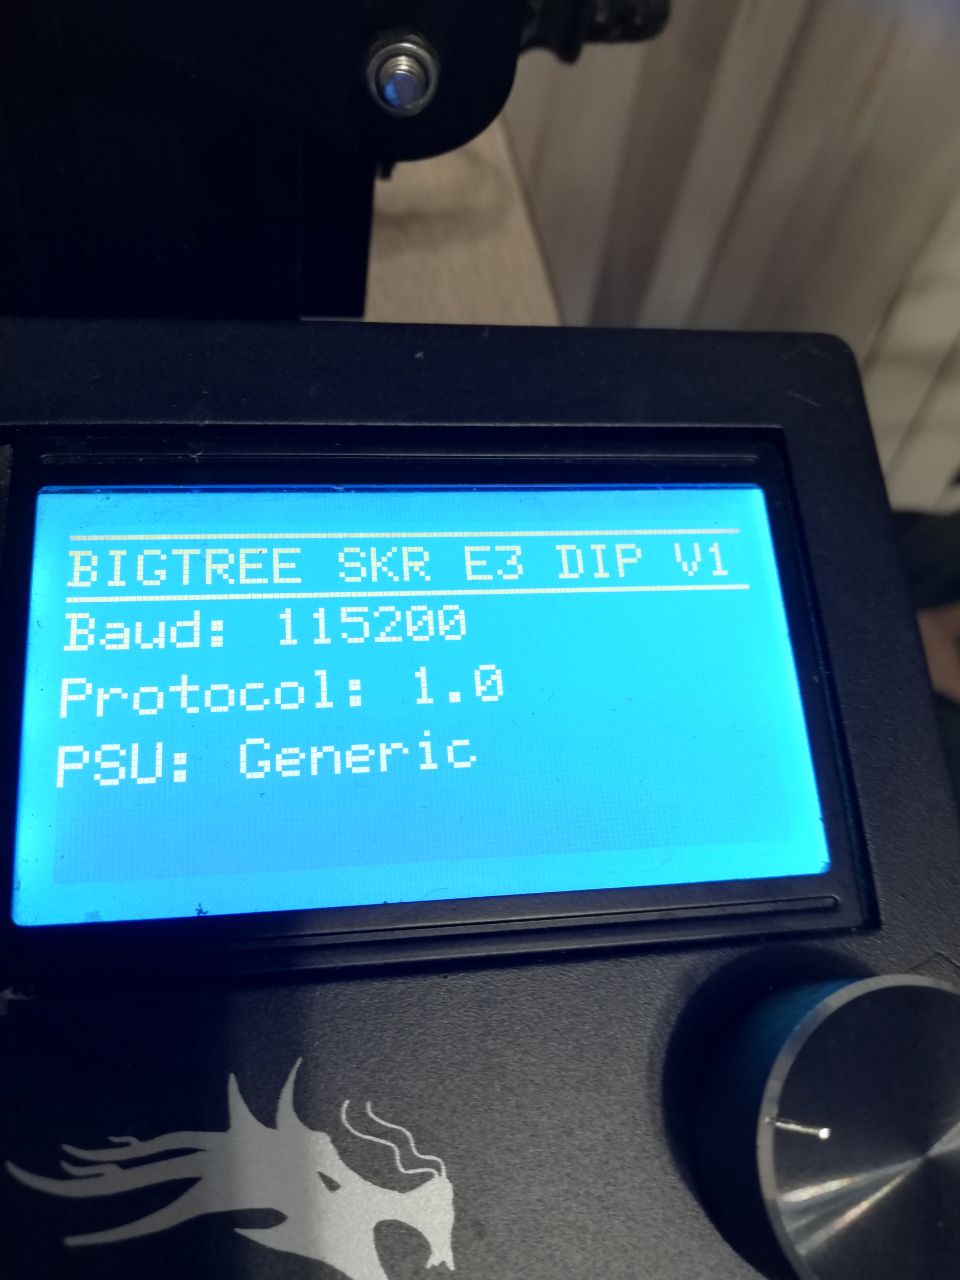 BIGTREE SKR E3 DIP V1
Baud: 115200
Protocol: 1.0
PSU: Generic